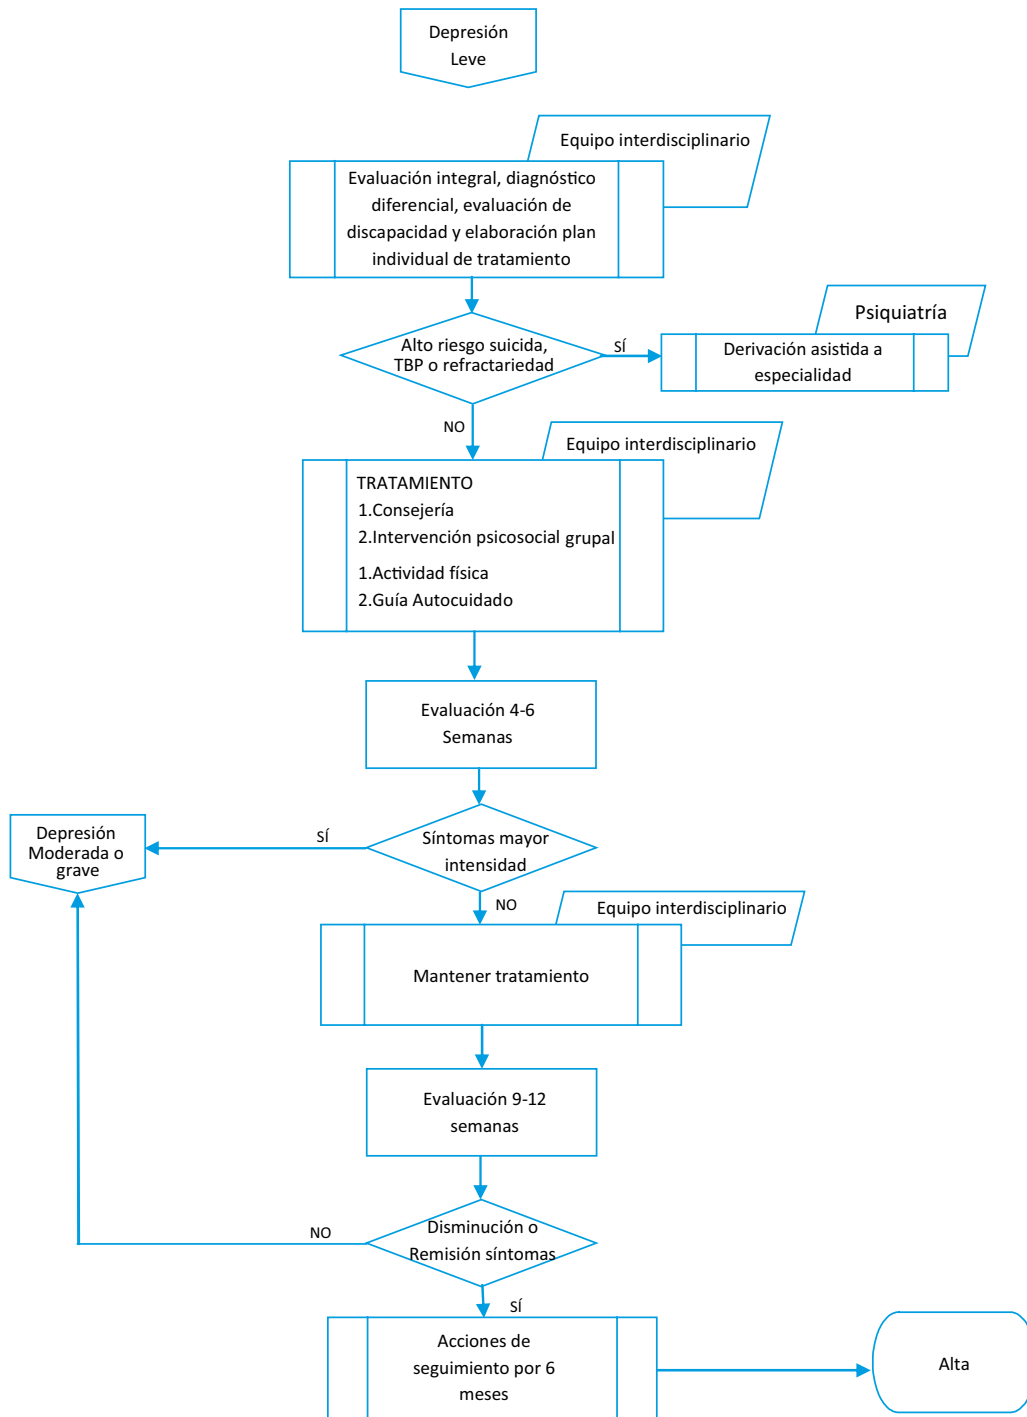 Depresión
Leve
Equipo interdisciplinario
Evaluación integral, diagnóstico
diferencial, evaluación de
discapacidad y elaboración plan
individual de tratamiento
Psiquiatría
Alto riesgo suicida,
TBP o refractariedad
SÍ
Derivación asistida a
especialidad
NO
Equipo interdisciplinario
TRATAMIENTO
1.Consejería
2.Intervención psicosocial grupal
1.Actividad física
2.Guía Autocuidado
Evaluación 4-6
Semanas
Síntomas mayor
intensidad
SÍ
Depresión
Moderada o
grave
NO
Equipo interdisciplinario
Mantener tratamiento
Evaluación 9-12
semanas
Disminución o
Remisión síntomas
NO
SÍ
Acciones de
seguimiento por 6
meses
Alta